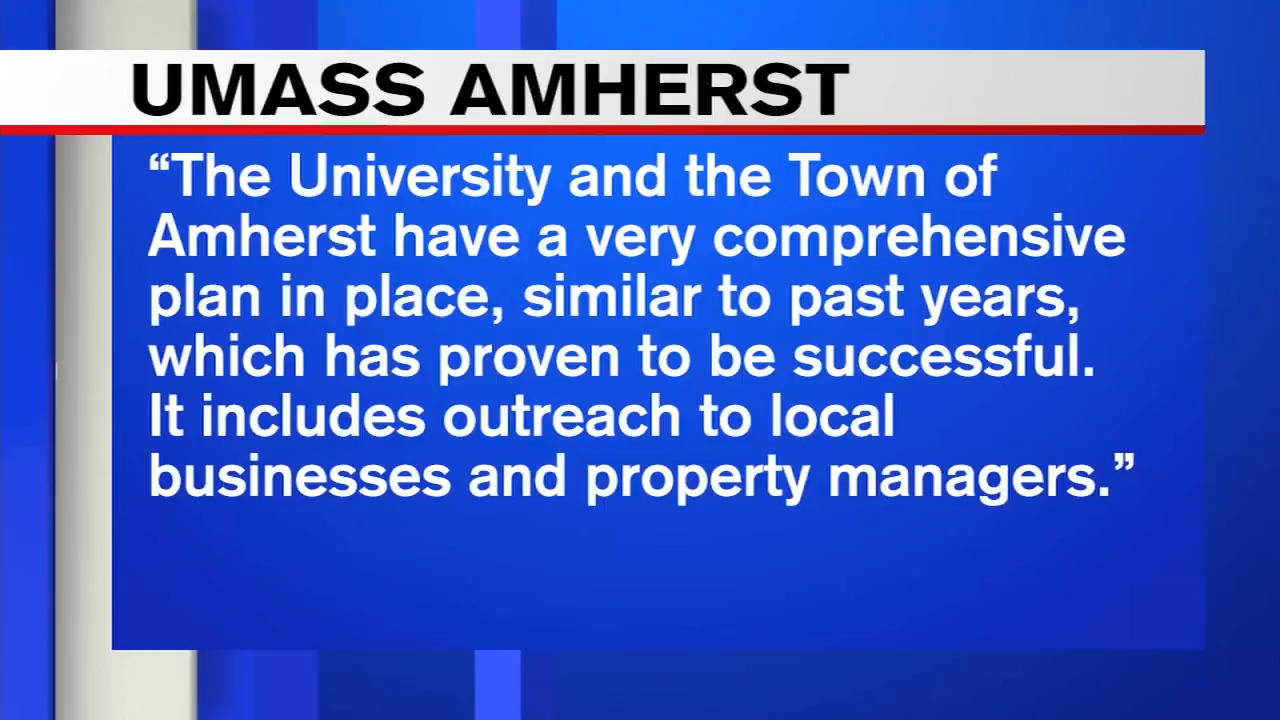 UMASS AMHERST
“The University and the Town of
Amherst have a very comprehensive
plan in place, similar to past years,
which has proven to be successful.
It includes outreach to local
businesses and property managers.”